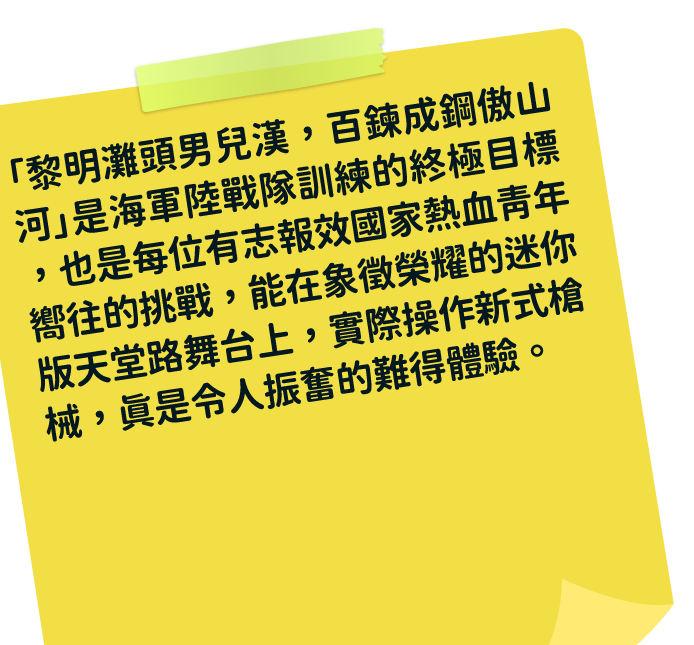 「黎明灘頭男兒漢，百鍊成鋼傲山
河」是海軍陸戰隊訓練的終極目標
，也是每位有志報效國家熱血青年
嚮往的挑戰，能在象徵榮耀的迷你
版天堂路舞台上，實際操作新式槍
械，真是令人振奮的難得體驗。